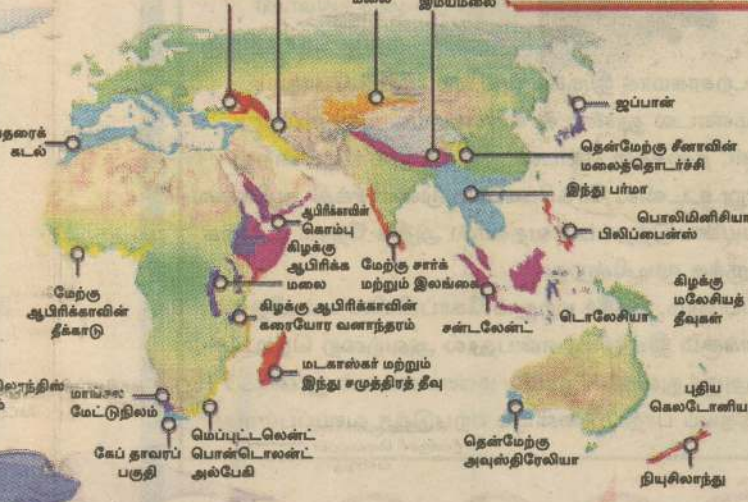 மலை
இமயமலை
ஜப்பான்
கடல்
தென்மேற்கு சீனாவின்
மலைத்தொடர்ச்சி
இந்து பர்மா
பொலிமினிசியா
பிலிப்பைன்ஸ்
ஆபிரிக்காவின்
கொம்பு
கிழக்கு
ஆபிரிக்க
மலை
மேற்கு சார்க்
மற்றும் இலங்கை
மேற்கு
ஆபிரிக்காவின்
தீக்காடு
கிழக்கு ஆபிரிக்காவின்
கரையோர வனாந்தரம்
சன்டலேன்ட்
டொலேசியா
கிழக்கு
மலேசியத்
தீவுகள்
மடகாஸ்கர் மற்றும்
இந்து சமுத்திரத் தீவு
மேட்டுநிலம்
கேப் தாவரப்
பகுதி
மெப்புட்டலென்ட்
பொன்டொலன்ட்
அல்பேகி
தென்மேற்கு
அவுஸ்திரேலியா
புதிய
கெலடோனிய
நியுசிலாந்து